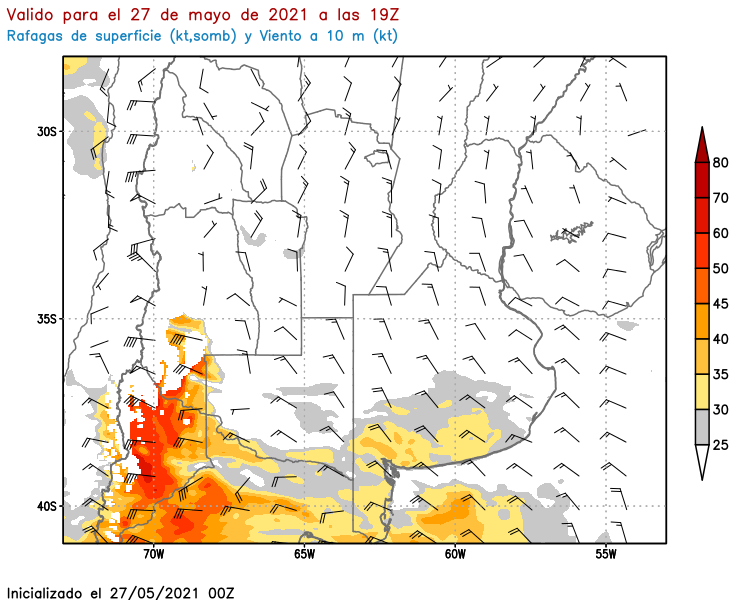 Valido para el 27 de mayo de 2021 a las 19Z
Rafagas de superficie (kt,somb) y Viento a 10 m (kt)
30S
35S
40S
70W
65W
60W
55W
80
70
60
50
45
40
35
30
25
Inicializado el 27/05/2021 00Z